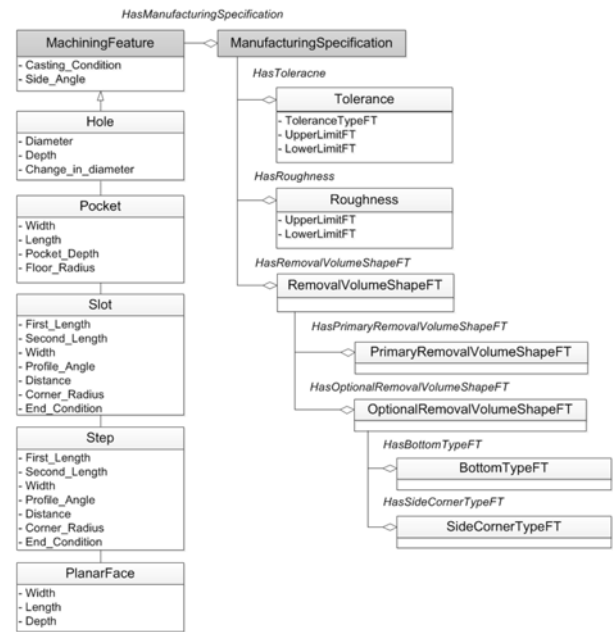 HasManufacturingSpecification
MachiningFeature
- Casting_Condition
- Side_Angle
Hole
- Diameter
- Depth
- Change_in_diameter
Pocket
- Width
- Length
- Pocket_Depth
- Floor_Radius
Slot
- First_Length
- Second_Length
- Width
- Profile_Angle
- Distance
- Corner_Radius
- End_Condition
Step
- First_Length
- Second_Length
- Width
- Profile_Angle
- Distance
- Corner_Radius
- End_Condition
PlanarFace
- Width
- Length
- Depth
ManufacturingSpecification
HasToleracne
Tolerance
- ToleranceTypeFT
- UpperLimitFT
- LowerLimitFT
HasRoughness
Roughness
- UpperLimitFT
- LowerLimitFT
HasRemovalVolumeShapeFT
RemovalVolumeShapeFT
HasPrimaryRemovalVolumeShapeFT
PrimaryRemovalVolumeShapeFT
HasOptionalRemovalVolumeShapeFT
OptionalRemovalVolumeShapeFT
HasBottomTypeFT
BottomTypeFT
HasSideCornerTypeFT
SideCornerTypeFT